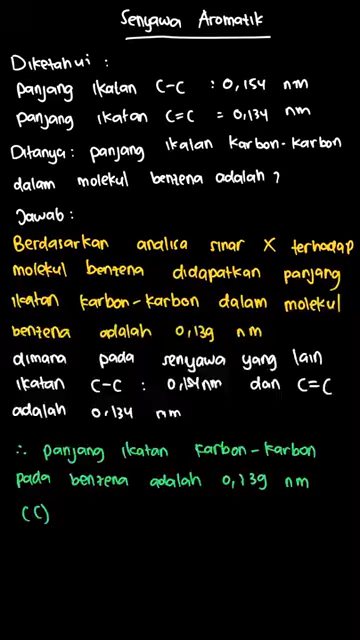 Senyawa Aromatik
Diketahui :
panjang ikatan C-C : 0,154 nm
panjang ikatan C=C = 0,134 nm
Ditanya : panjang ikatan karbon-karbon
dalam molekul benzena adalah ?
Jawab :
Berdasarkan analisa sinar X terhadap
molekul benzena didapatkan panjang
ikatan karbon-karbon dalam molekul
benzena adalah 0,139 nm
dimana pada senyawa yang lain
ikatan C-C : 0,154 nm dan C=C
adalah 0,134 nm
∴ panjang ikatan karbon-karbon
pada benzena adalah 0,139 nm
(C)